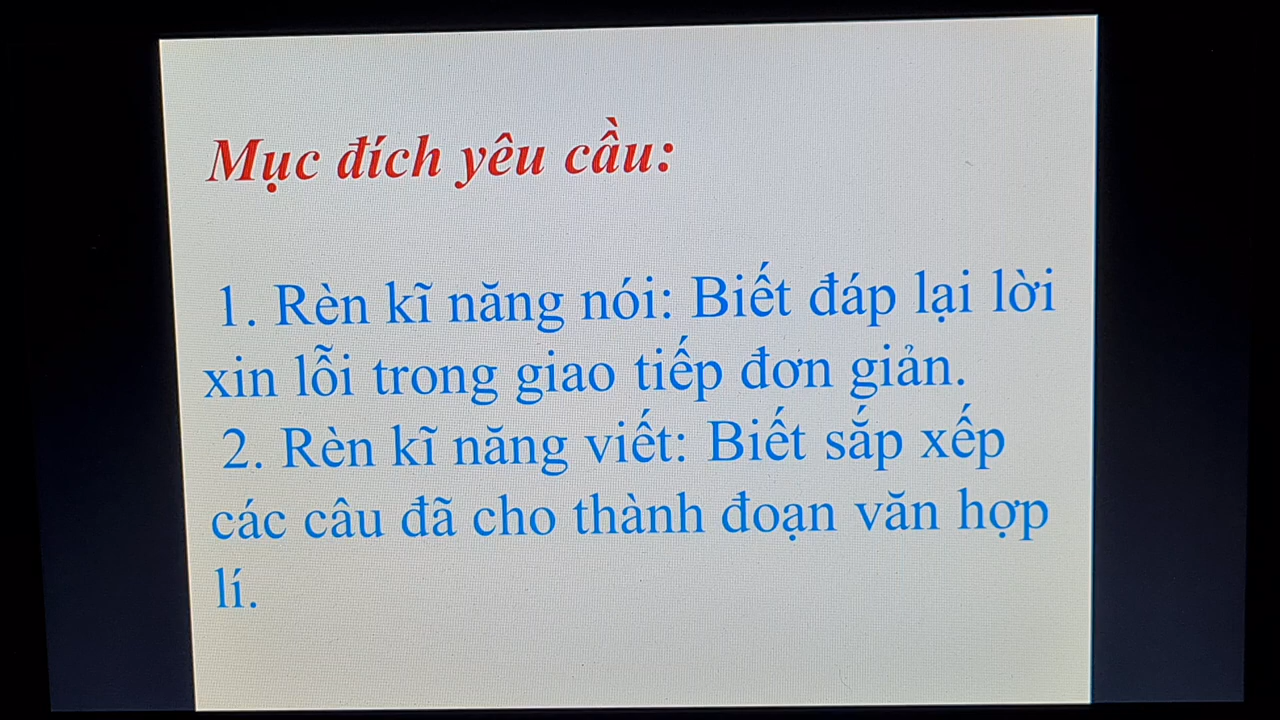 Mục đích yêu cầu:
1. Rèn kĩ năng nói: Biết đáp lại lời
xin lỗi trong giao tiếp đơn giản.
2. Rèn kĩ năng viết: Biết sắp xếp
các câu đã cho thành đoạn văn hợp
lí.